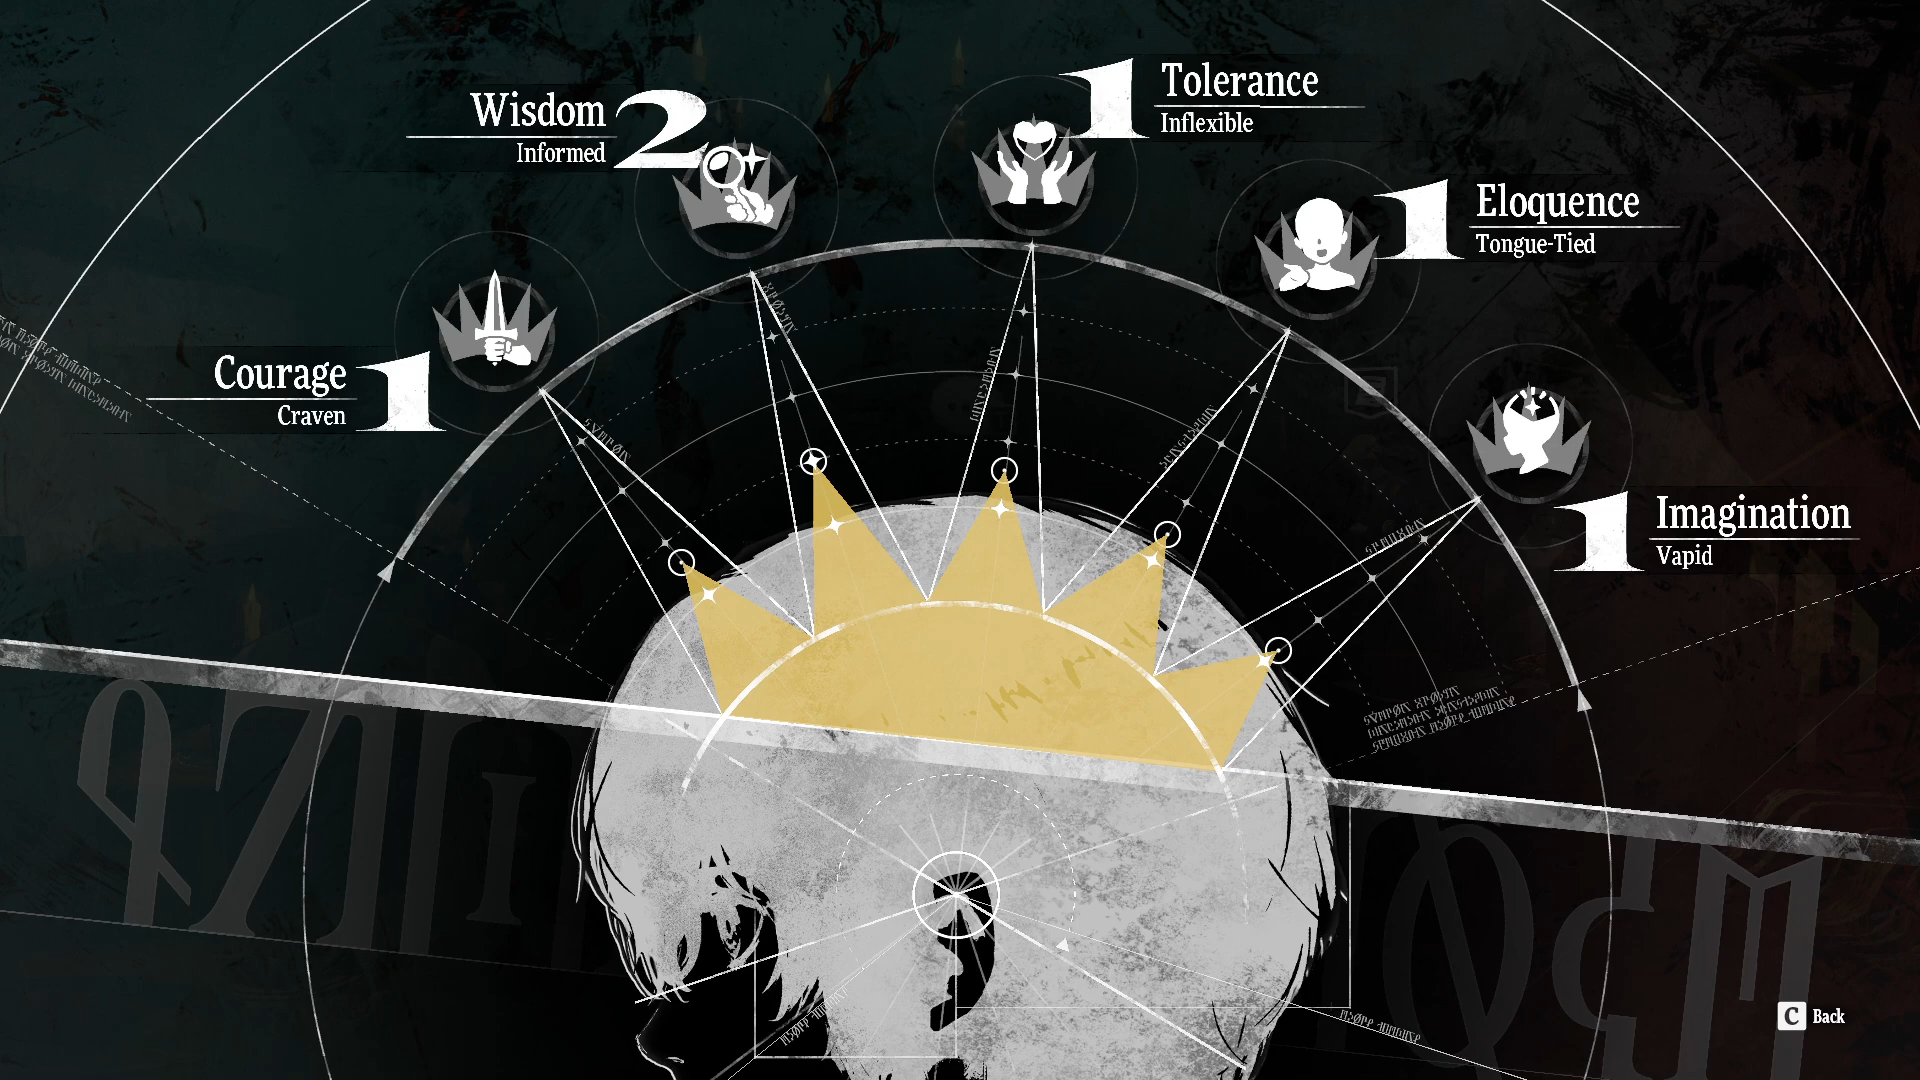 Wisdom
2
Informed
1
Tolerance
Inflexible
1
Eloquence
Tongue-Tied
Courage
1
Craven
1
Imagination
Vapid
C Back